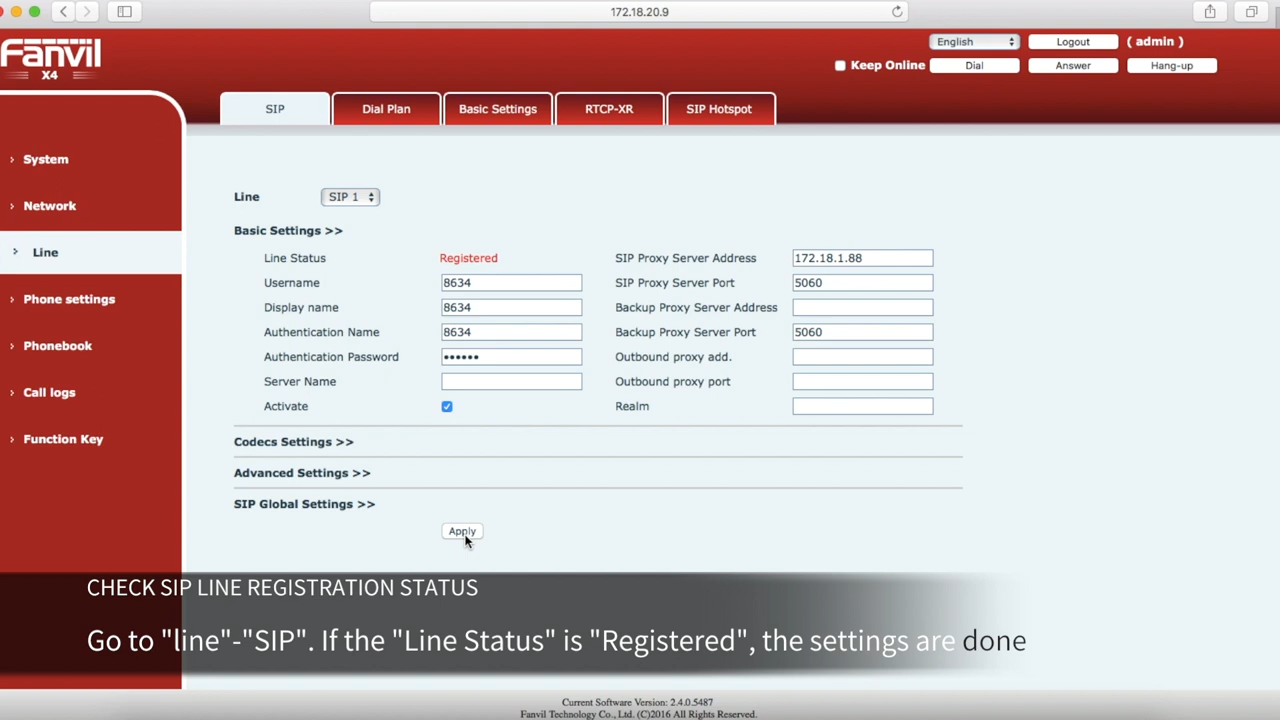 172.18.20.9
Fanvil
X4
English
Logout
( admin )
Keep Online
Dial
Answer
Hang-up
SIP
Dial Plan
Basic Settings
RTCP-XR
SIP Hotspot
System
Network
Line
Phone settings
Phonebook
Call logs
Function Key
Line SIP 1
Basic Settings >>
Line Status Registered SIP Proxy Server Address 172.18.1.88
Username 8634 SIP Proxy Server Port 5060
Display name 8634 Backup Proxy Server Address
Authentication Name 8634 Backup Proxy Server Port 5060
Authentication Password •••••• Outbound proxy add.
Server Name Outbound proxy port
Activate Realm
Codecs Settings >>
Advanced Settings >>
SIP Global Settings >>
Apply
CHECK SIP LINE REGISTRATION STATUS
Go to "line"-"SIP". If the "Line Status" is "Registered", the settings are done
Current Software Version: 2.4.0.5487
Fanvil Technology Co., Ltd. (C)2016 All Rights Reserved.